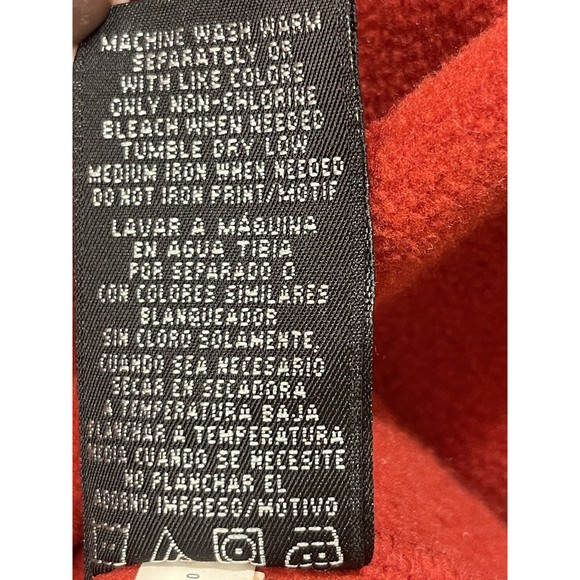 MACHINE WASH WARM
SEPARATELY OR
WITH LIKE COLORS
ONLY NON-CHLORINE
BLEACH WHEN NEEDED
TUMBLE DRY LOW
MEDIUM IRON WHEN NEEDED
DO NOT IRON PRINT/MOTIF
LAVAR A MÁQUINA
EN AGUA TIBIA
POR SEPARADO O
CON COLORES SIMILARES
BLANQUEADOR
SIN CLORO SOLAMENTE,
CUANDO SEA NECESARIO
SECAR EN SECADORA
A TEMPERATURA BAJA
PLANCHAR A TEMPERATURA
MEDIA CUANDO SE NECESITE
NO PLANCHAR EL
ADORNO IMPRESO/MOTIVO